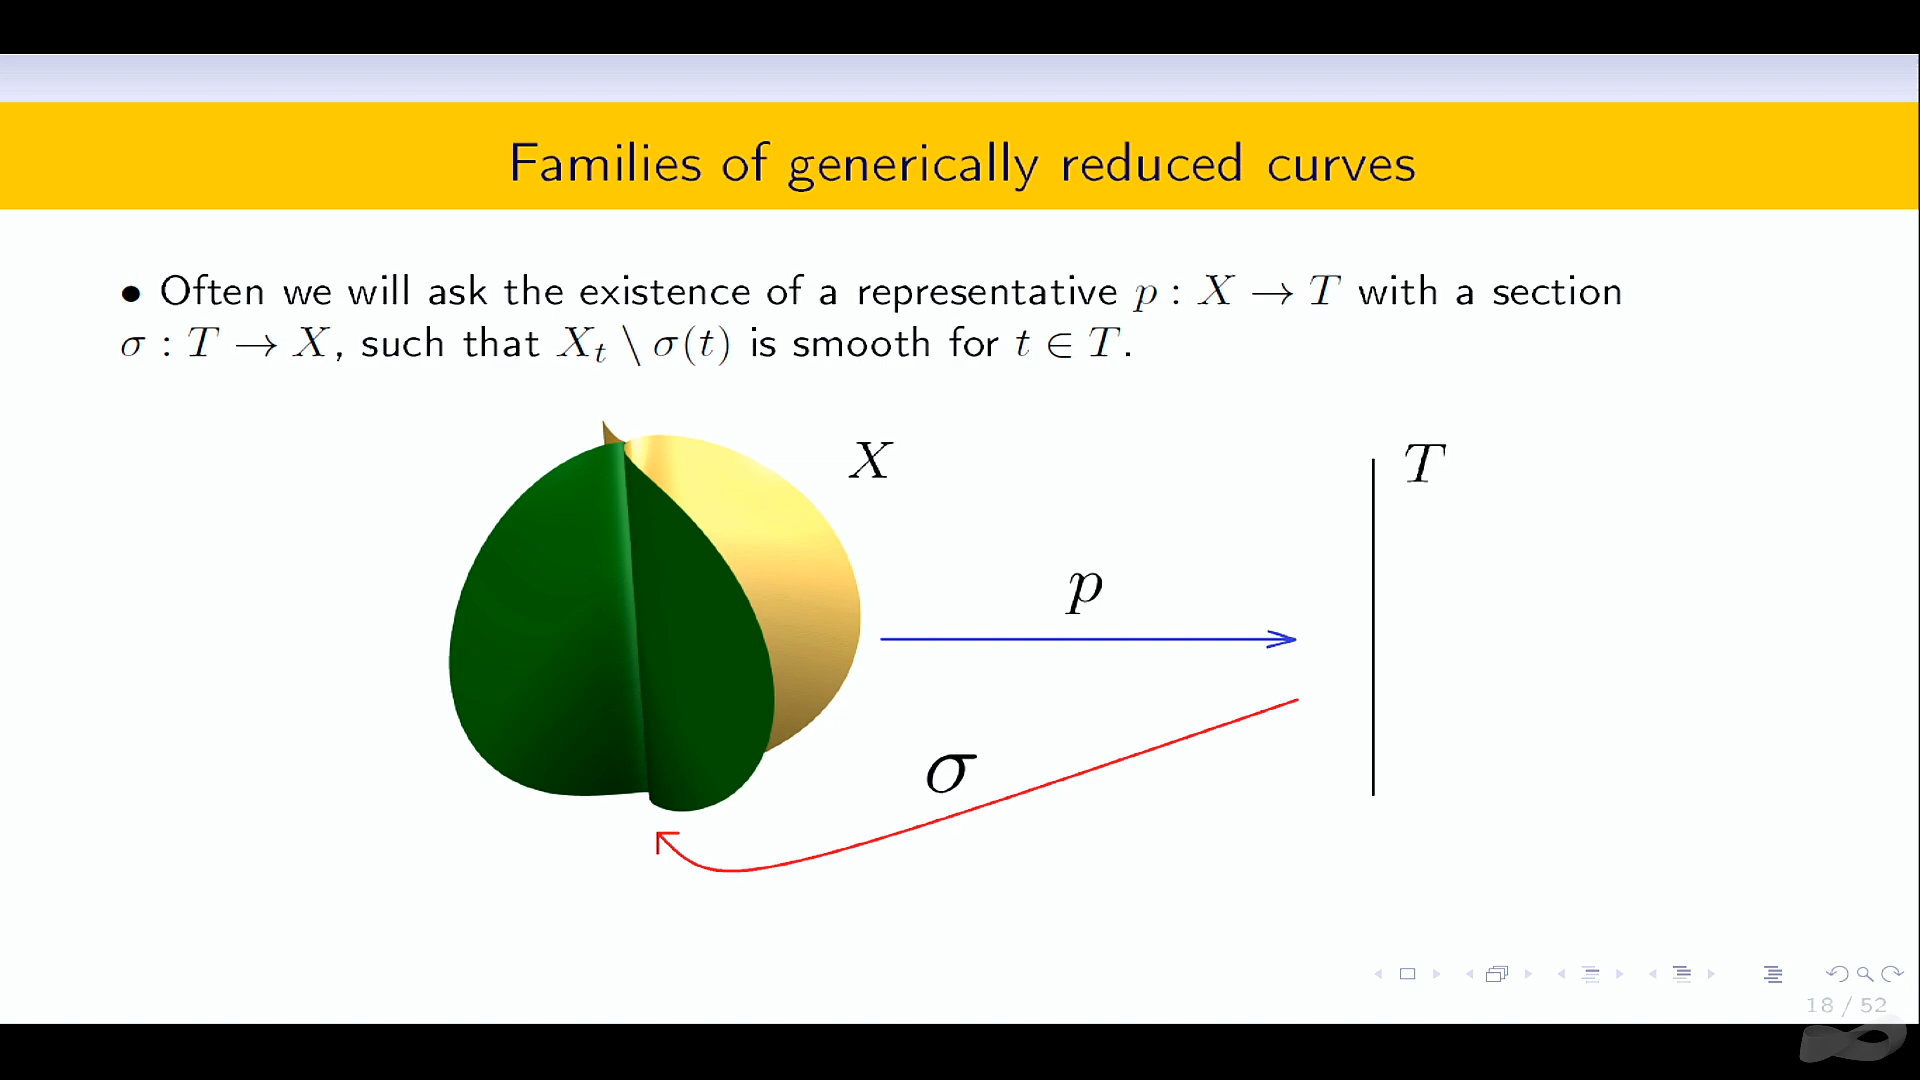 Families of generically reduced curves
• Often we will ask the existence of a representative p : X → T with a section
σ : T → X, such that X_t \ σ(t) is smooth for t ∈ T.
X
T
p
σ
18 / 52